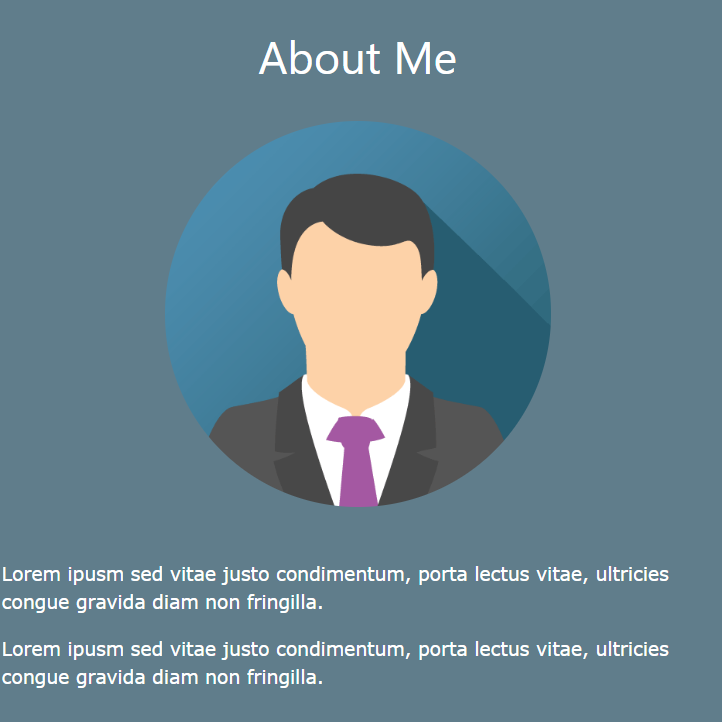 About Me
Lorem ipusm sed vitae justo condimentum, porta lectus vitae, ultricies
congue gravida diam non fringilla.
Lorem ipusm sed vitae justo condimentum, porta lectus vitae, ultricies
congue gravida diam non fringilla.